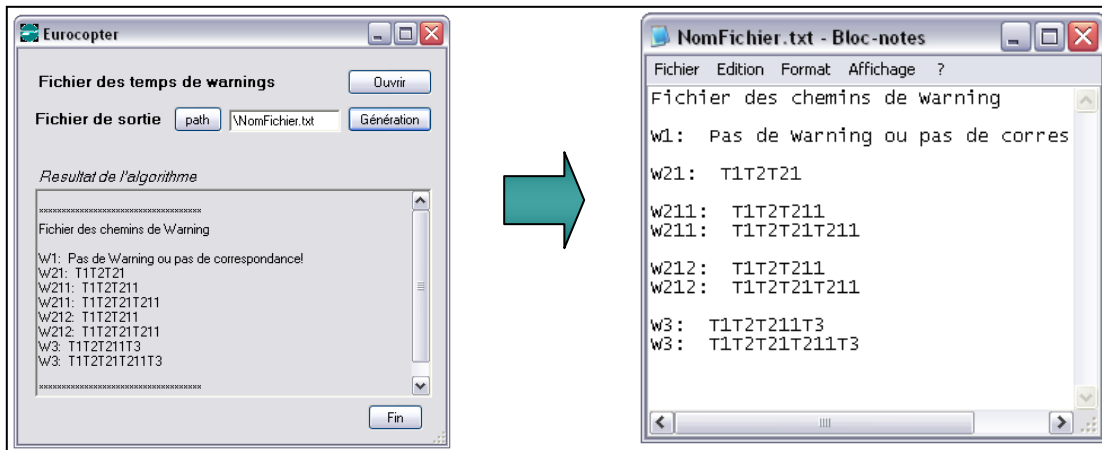 Eurocopter
Fichier des temps de warnings
Ouvrir
Fichier de sortie path \NomFichier.txt Génération
Resultat de l'algorithme
xxxxxxxxxxxxxxxxxxxxxxxxxxxxxxxxxxxx
Fichier des chemins de Warning
W1: Pas de Warning ou pas de correspondance!
W21: T1T2T21
W211: T1T2T211
W211: T1T2T21T211
W212: T1T2T211
W212: T1T2T21T211
W3: T1T2T211T3
W3: T1T2T21T211T3
xxxxxxxxxxxxxxxxxxxxxxxxxxxxxxxxxxxx
Fin
NomFichier.txt - Bloc-notes
Fichier Edition Format Affichage ?
Fichier des chemins de Warning
W1: Pas de Warning ou pas de corres
W21: T1T2T21
W211: T1T2T211
W211: T1T2T21T211
W212: T1T2T211
W212: T1T2T21T211
W3: T1T2T211T3
W3: T1T2T21T211T3